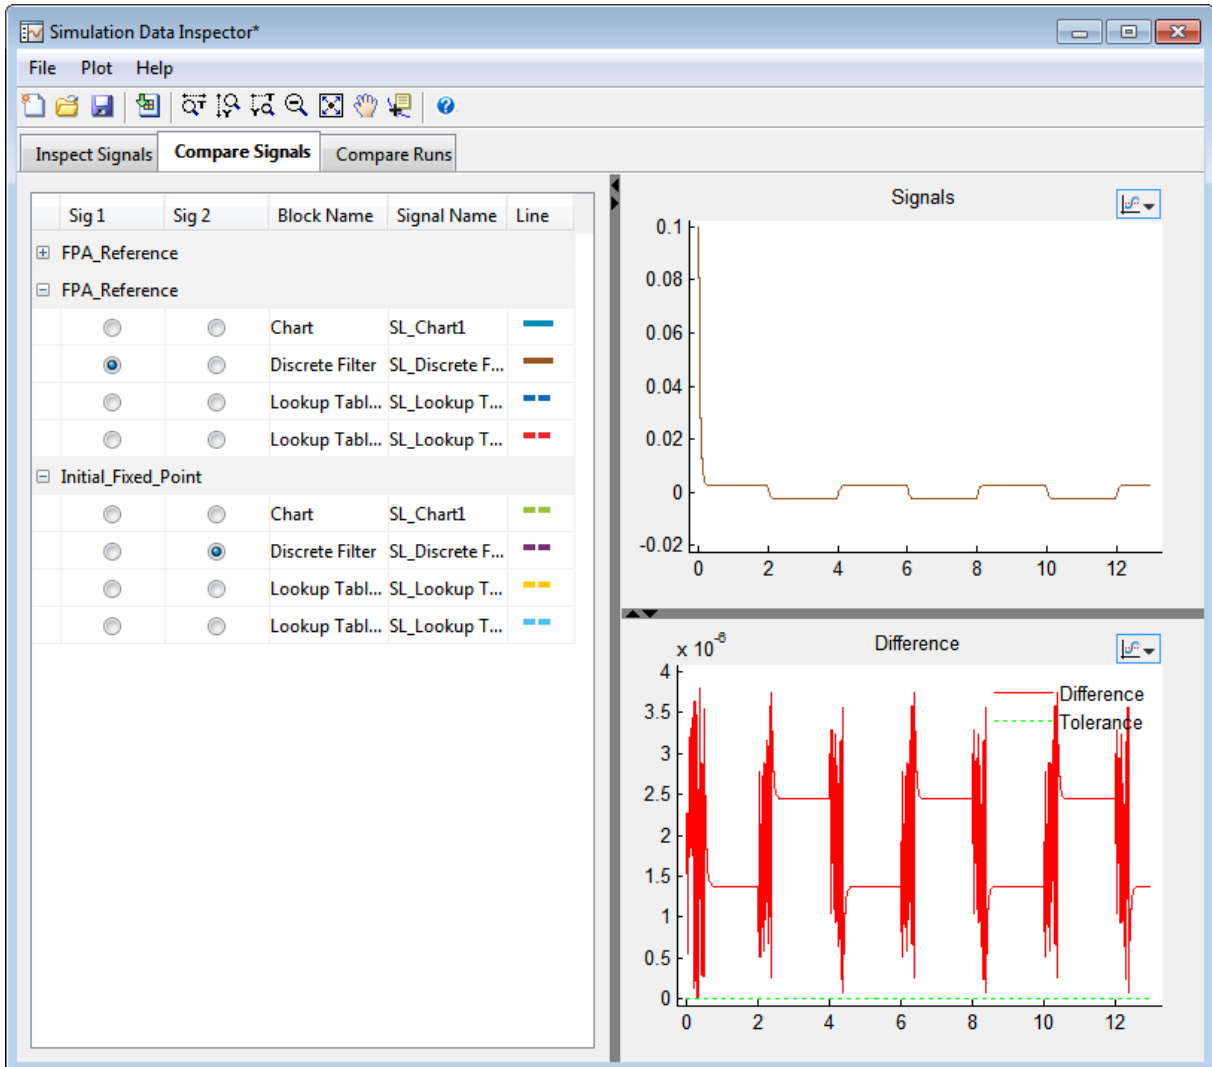 Simulation Data Inspector*
File Plot Help
Inspect Signals Compare Signals Compare Runs
Sig 1 Sig 2 Block Name Signal Name Line
FPA_Reference
FPA_Reference
Chart SL_Chart1
Discrete Filter SL_Discrete F...
Lookup Tabl... SL_Lookup T...
Lookup Tabl... SL_Lookup T...
Initial_Fixed_Point
Chart SL_Chart1
Discrete Filter SL_Discrete F...
Lookup Tabl... SL_Lookup T...
Lookup Tabl... SL_Lookup T...
Signals
0.1
0.08
0.06
0.04
0.02
0
-0.02
0 2 4 6 8 10 12
Difference
x 10^-6
4
3.5
3
2.5
2
1.5
1
0.5
0
0 2 4 6 8 10 12
Difference
Tolerance